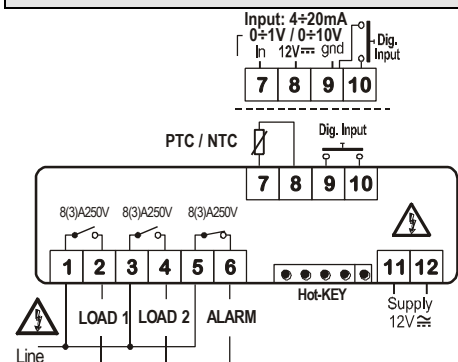 Input: 4÷20mA
0÷1V / 0÷10V
In 12V⎓ gnd
Dig.
Input
7 8 9 10
PTC / NTC
Dig. Input
7 8 9 10
8(3)A250V 8(3)A250V 8(3)A250V
1 2 3 4 5 6
11 12
Hot-KEY
LOAD 1 LOAD 2 ALARM
Supply
12V≂
Line